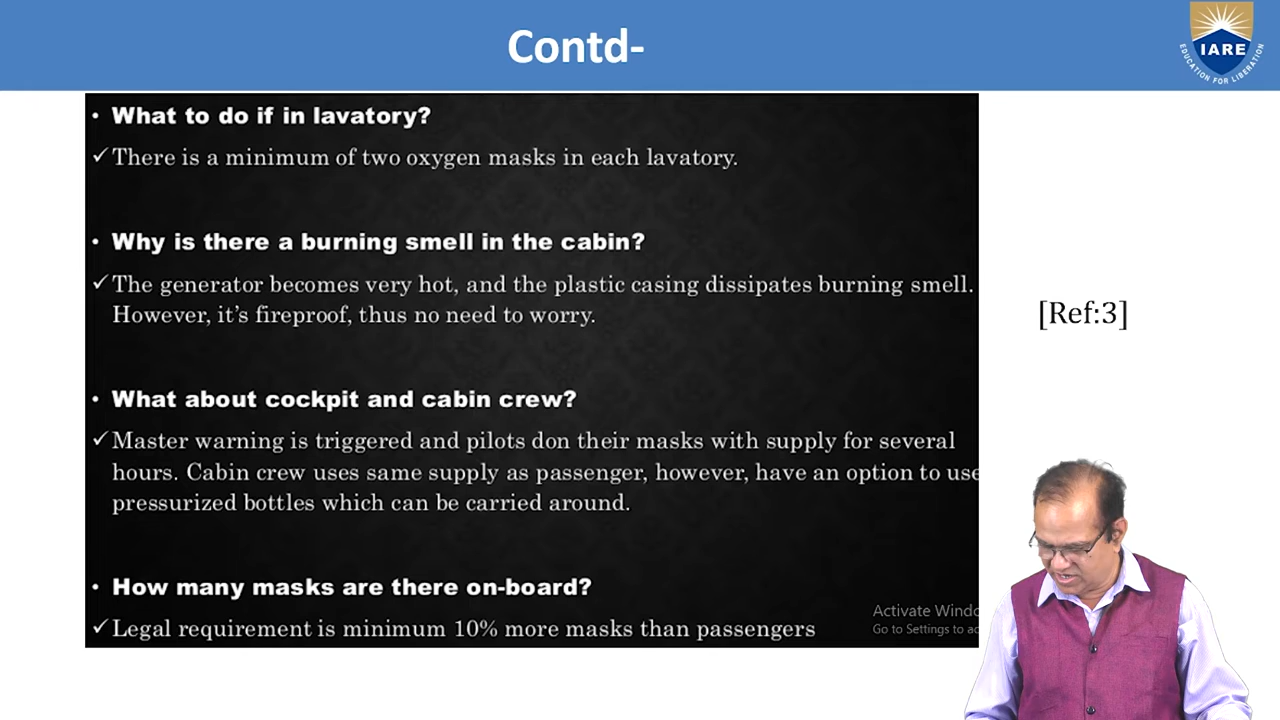 Contd-
IARE
EDUCATION FOR LIBERATION
• What to do if in lavatory?
✓ There is a minimum of two oxygen masks in each lavatory.
• Why is there a burning smell in the cabin?
✓ The generator becomes very hot, and the plastic casing dissipates burning smell.
However, it's fireproof, thus no need to worry.
[Ref:3]
• What about cockpit and cabin crew?
✓ Master warning is triggered and pilots don their masks with supply for several
hours. Cabin crew uses same supply as passenger, however, have an option to use
pressurized bottles which can be carried around.
• How many masks are there on-board?
✓ Legal requirement is minimum 10% more masks than passengers
Activate Windo
Go to Settings to ac